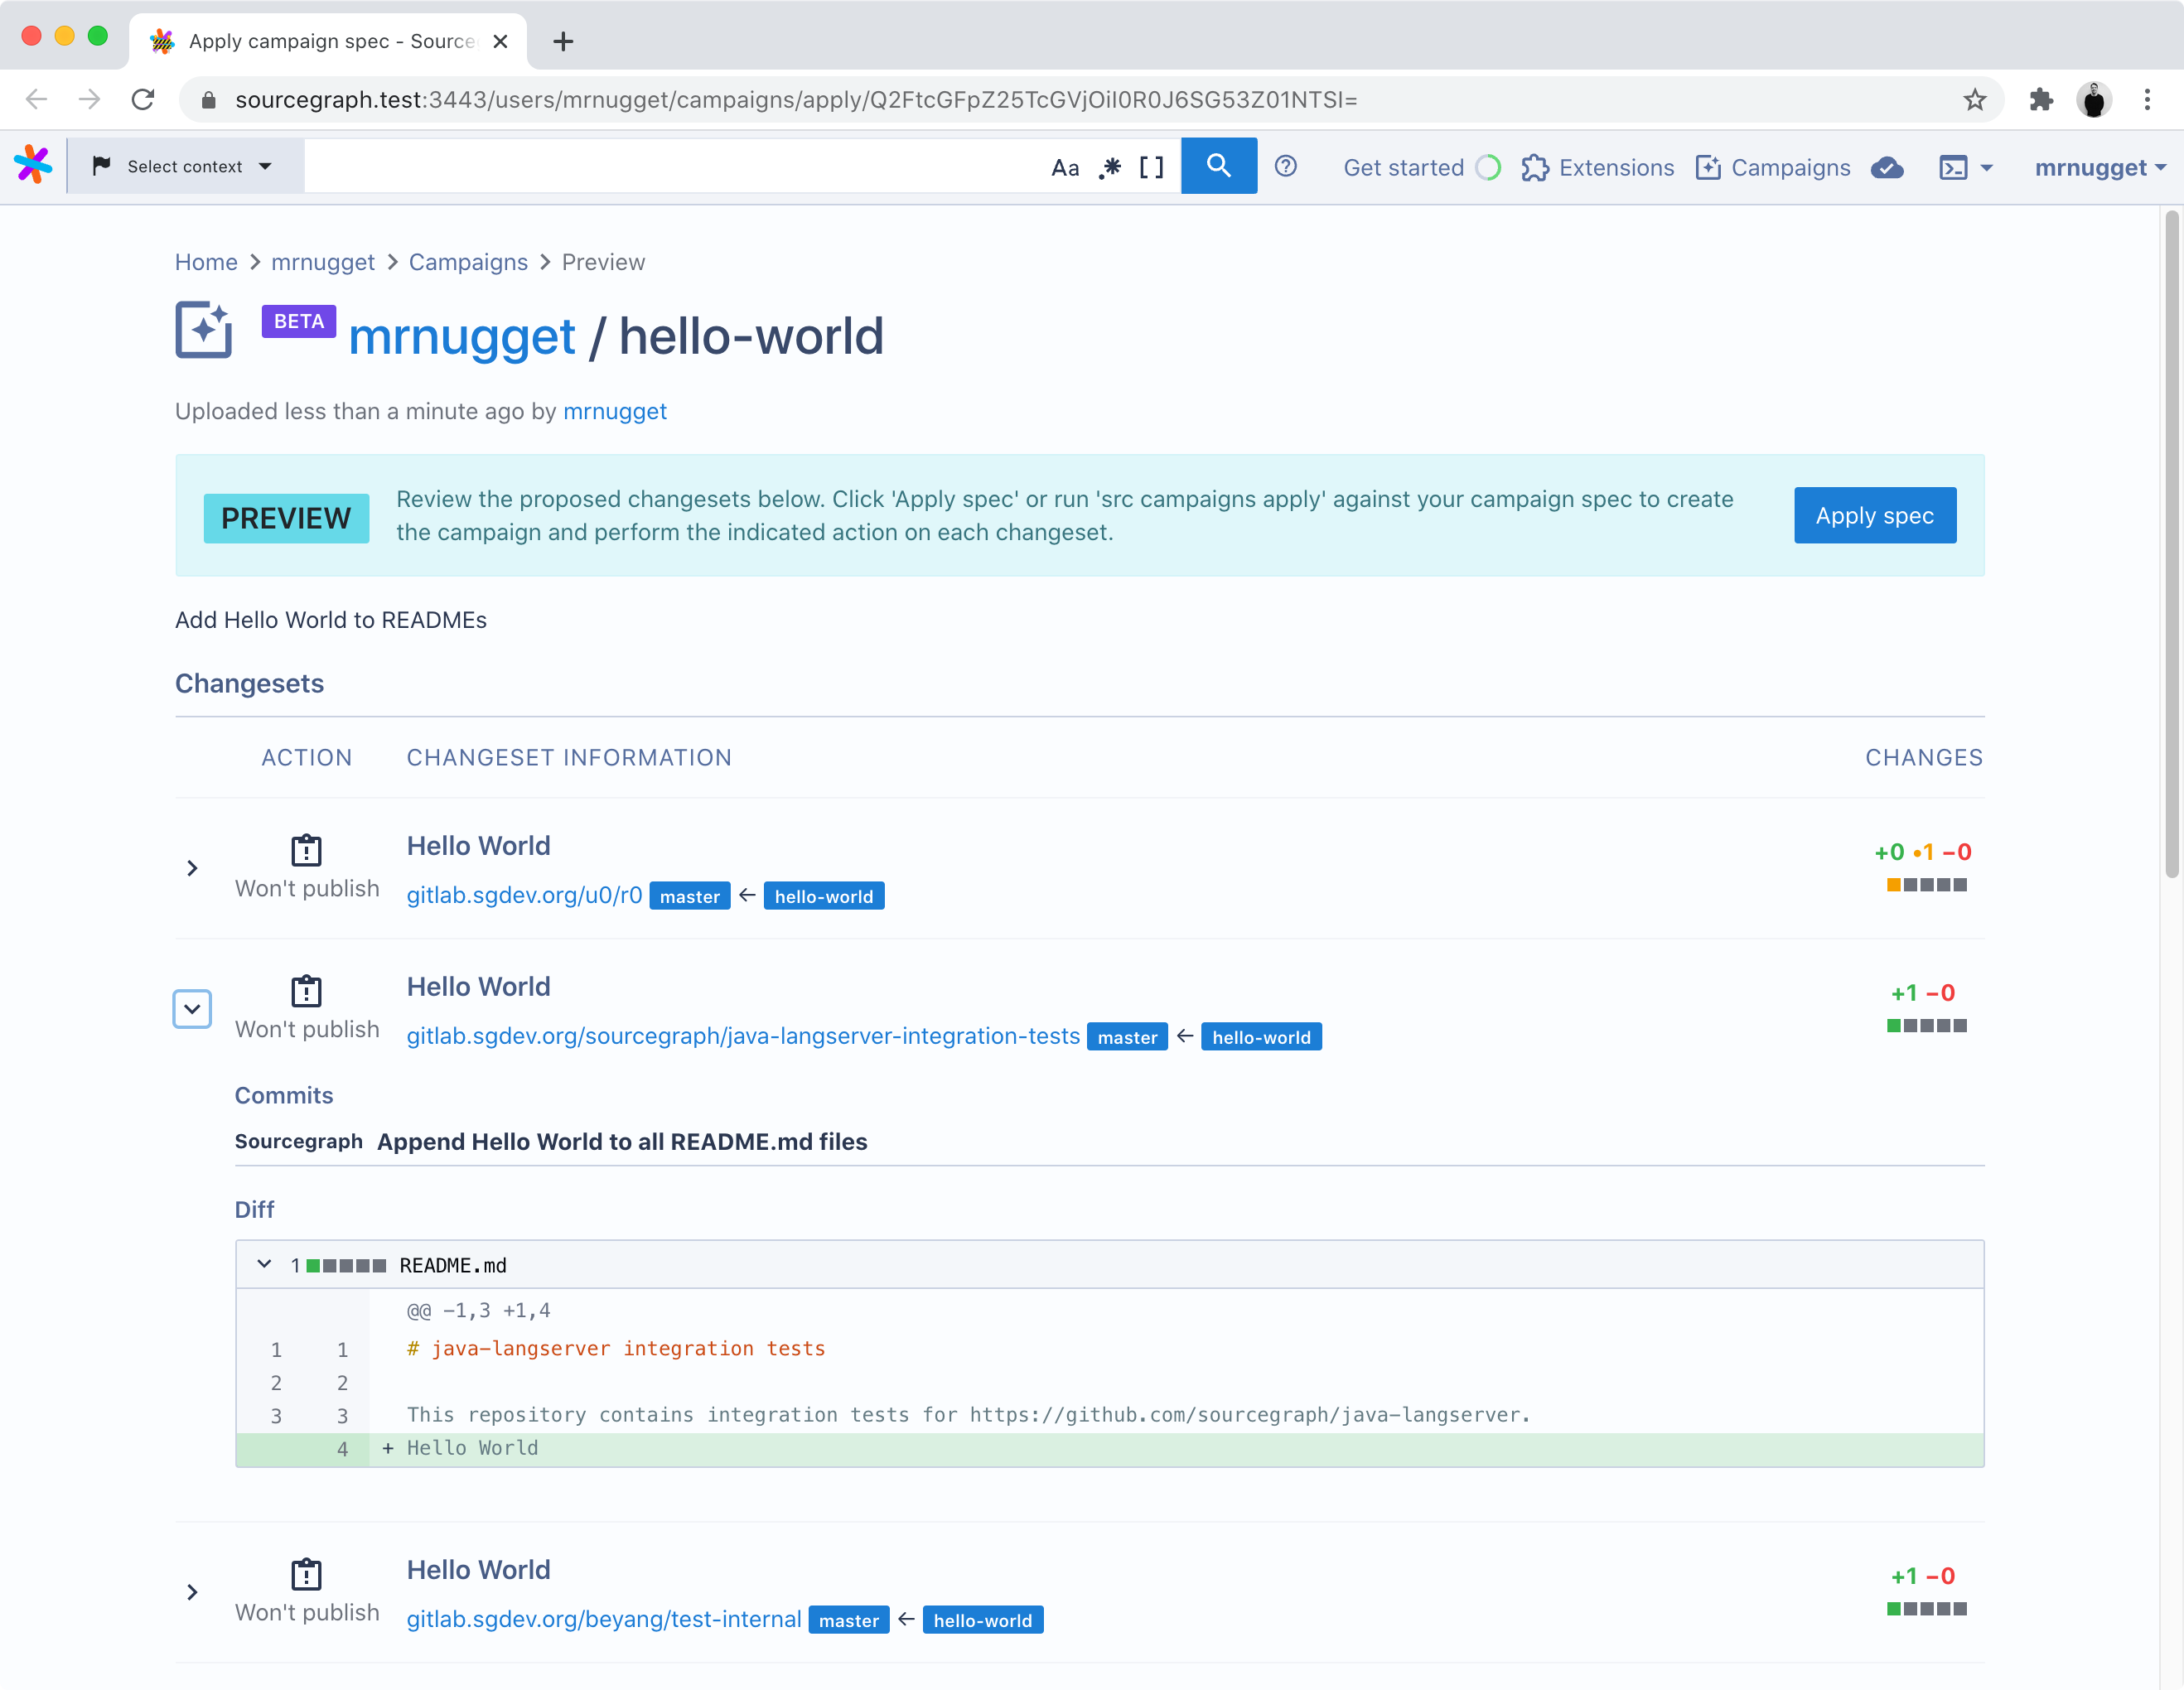 Apply campaign spec - Source
sourcegraph.test:3443/users/mrnugget/campaigns/apply/Q2FtcGFpZ25TcGVjOiI0R0J6SG53Z01NTSI=
Select context
Aa .* [ ]
Get started
Extensions
Campaigns
mrnugget
Home > mrnugget > Campaigns > Preview
BETA
mrnugget / hello-world
Uploaded less than a minute ago by mrnugget
PREVIEW
Review the proposed changesets below. Click 'Apply spec' or run 'src campaigns apply' against your campaign spec to create
the campaign and perform the indicated action on each changeset.
Apply spec
Add Hello World to READMEs
Changesets
ACTION CHANGESET INFORMATION CHANGES
Hello World
+0 •1 −0
Won't publish
gitlab.sgdev.org/u0/r0 master ← hello-world
Hello World
+1 −0
Won't publish
gitlab.sgdev.org/sourcegraph/java-langserver-integration-tests master ← hello-world
Commits
Sourcegraph Append Hello World to all README.md files
Diff
1 README.md
@@ −1,3 +1,4
1 1 # java-langserver integration tests
2 2
3 3 This repository contains integration tests for https://github.com/sourcegraph/java-langserver.
4 + Hello World
Hello World
+1 −0
Won't publish
gitlab.sgdev.org/beyang/test-internal master ← hello-world